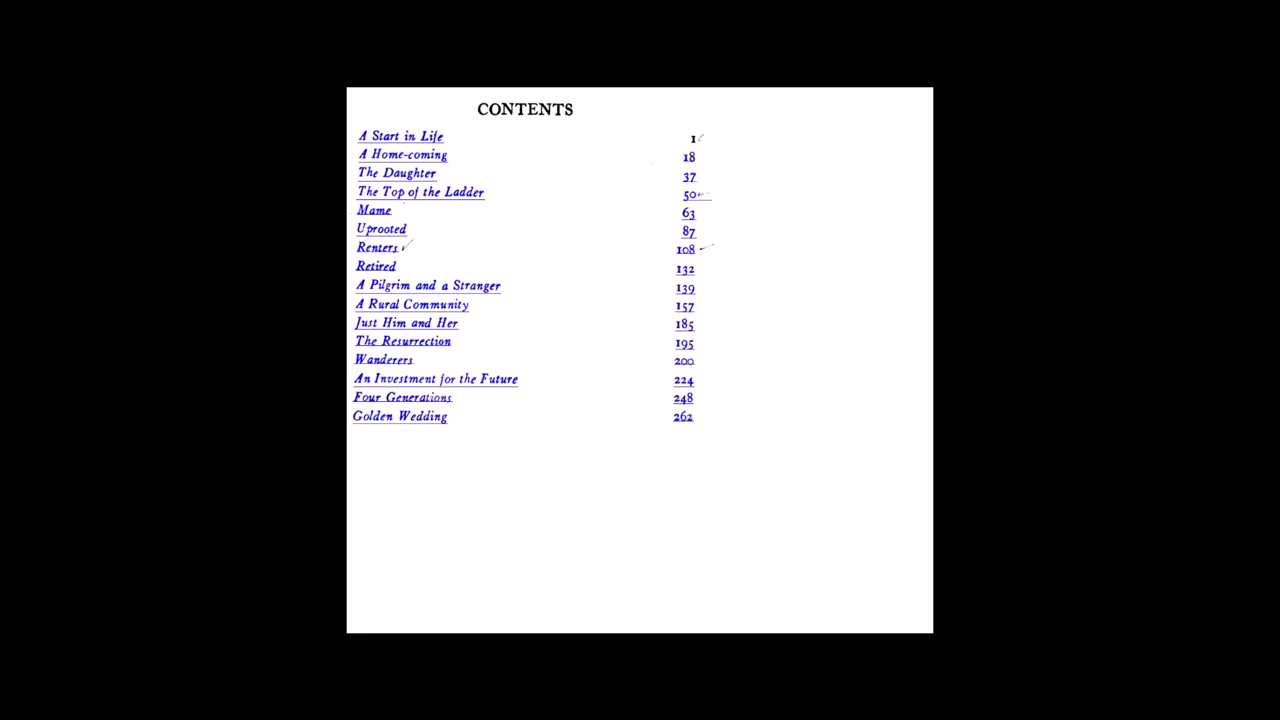 CONTENTS
A Start in Life 1
A Home-coming 18
The Daughter 37
The Top of the Ladder 50
Mame 63
Uprooted 87
Renters 108
Retired 132
A Pilgrim and a Stranger 139
A Rural Community 157
Just Him and Her 185
The Resurrection 195
Wanderers 200
An Investment for the Future 224
Four Generations 248
Golden Wedding 262